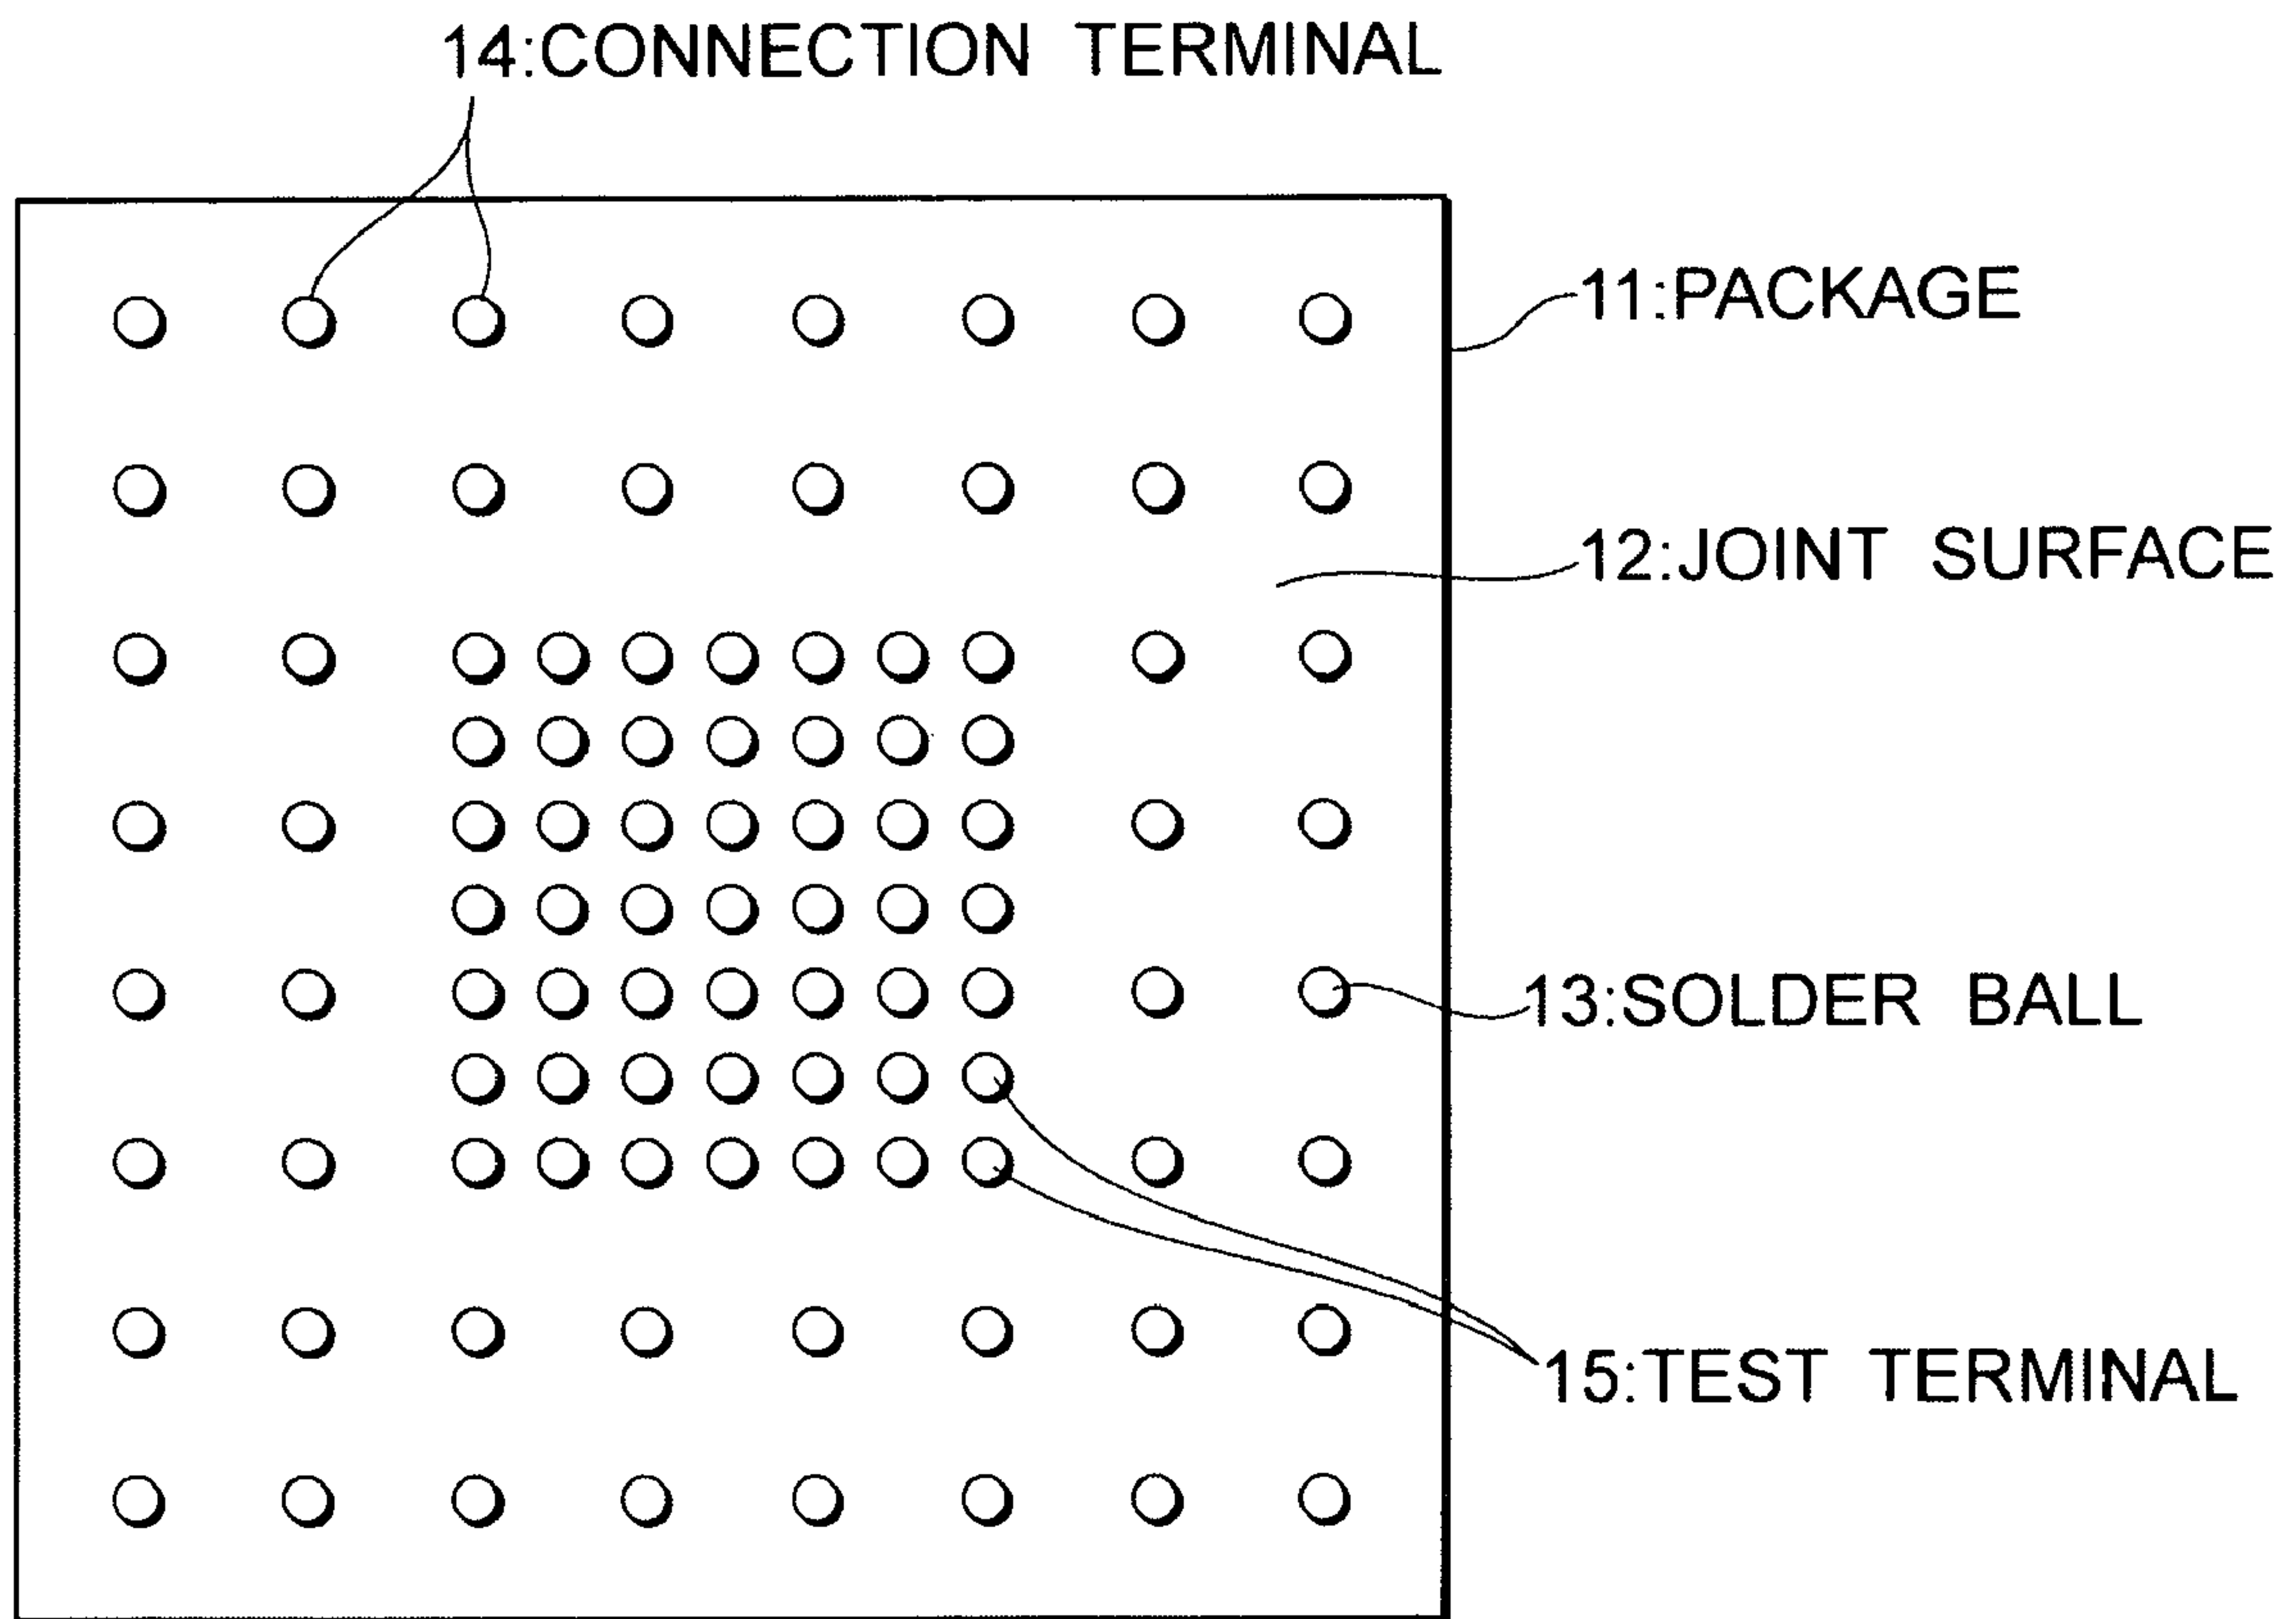 14:CONNECTION TERMINAL
11:PACKAGE
12:JOINT SURFACE
13:SOLDER BALL
15:TEST TERMINAL